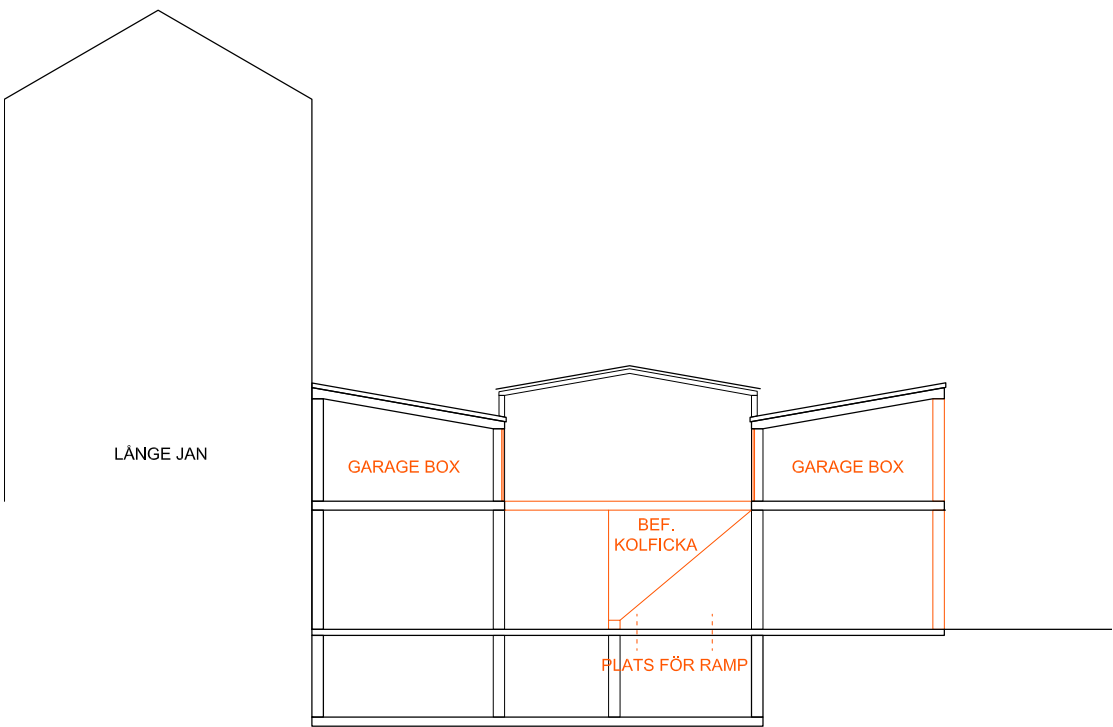 LÅNGE JAN
GARAGE BOX
GARAGE BOX
BEF.
KOLFICKA
PLATS FÖR RAMP